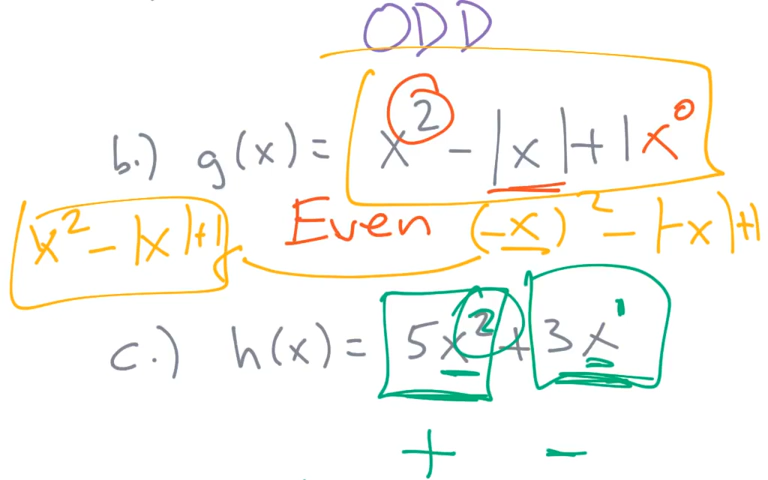 ODD
b.) g(x) = x² - |x| + 1x⁰
x² - |x| + 1 Even (-x)² - |-x| + 1
c.) h(x) = 5x² + 3x¹
+ -